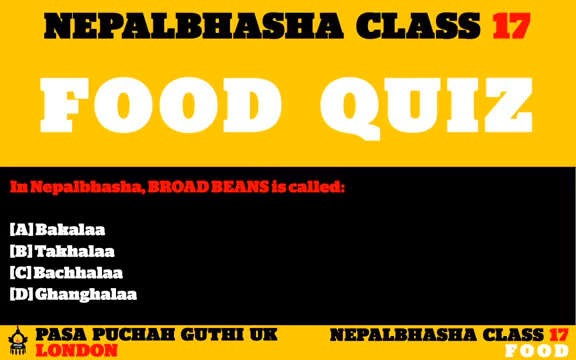 NEPALBHASHA CLASS 17
FOOD QUIZ
In Nepalbhasha, BROAD BEANS is called:
[A] Bakalaa
[B] Takhalaa
[C] Bachhalaa
[D] Ghanghalaa
PASA PUCHAH GUTHI UK
LONDON
NEPALBHASHA CLASS 17
FOOD